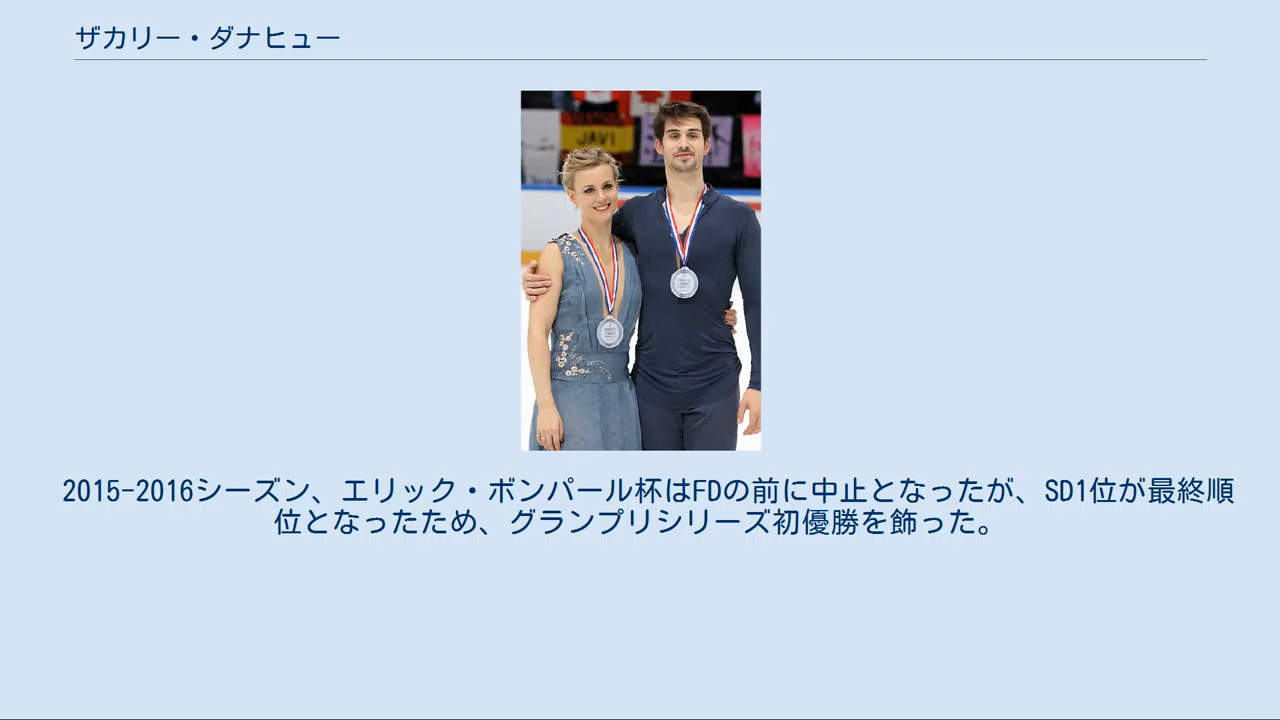 ザカリー・ダナヒュー
JAVI
2015-2016シーズン、エリック・ボンパール杯はFDの前に中止となったが、SD1位が最終順
位となったため、グランプリシリーズ初優勝を飾った。